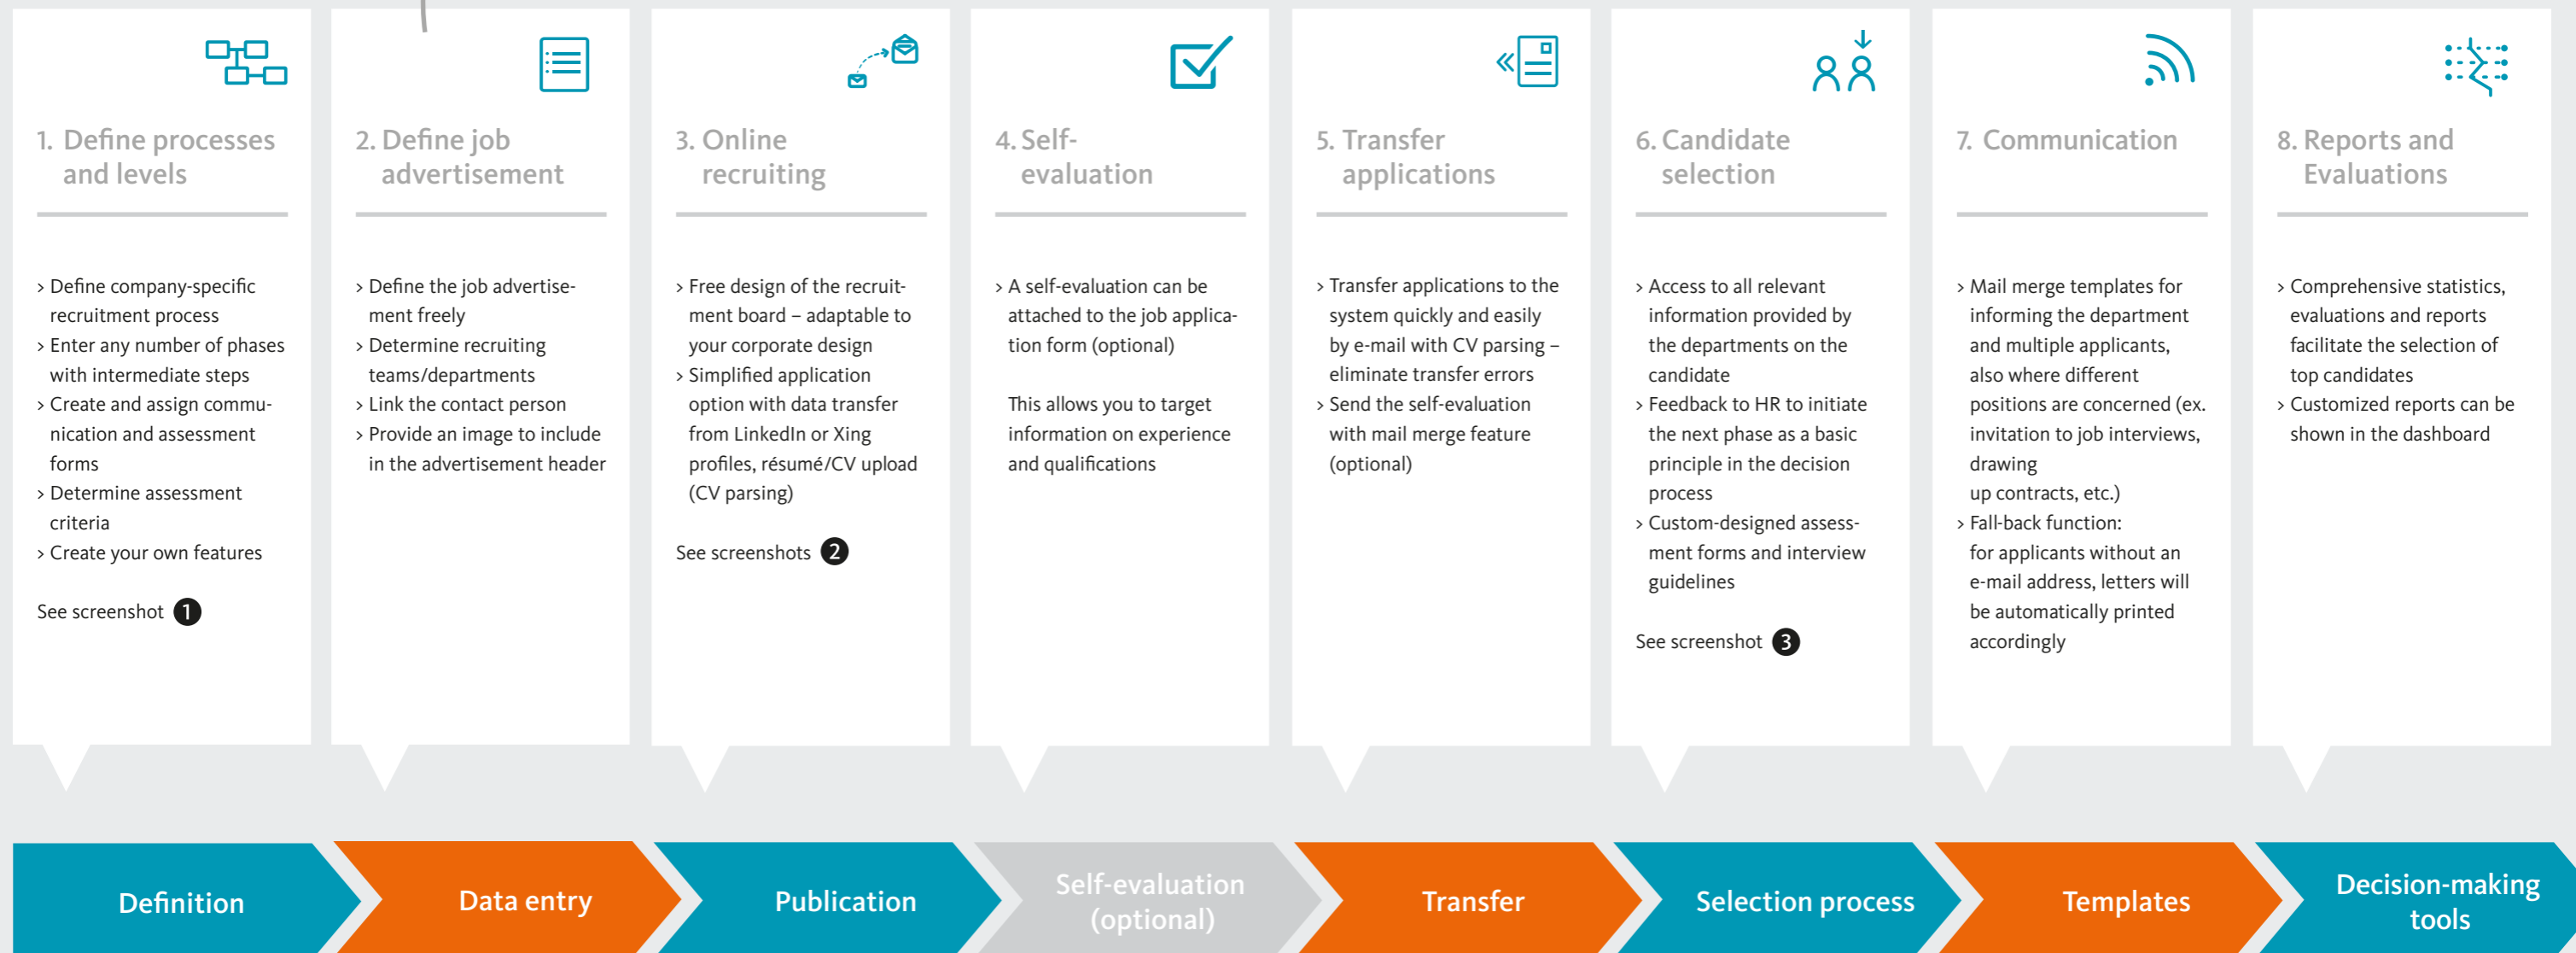 1. Define processes
and levels
> Define company-specific
recruitment process
> Enter any number of phases
with intermediate steps
> Create and assign commu-
nication and assessment
forms
> Determine assessment
criteria
> Create your own features
See screenshot 1
2. Define job
advertisement
> Define the job advertise-
ment freely
> Determine recruiting
teams/departments
> Link the contact person
> Provide an image to include
in the advertisement header
3. Online
recruiting
> Free design of the recruit-
ment board – adaptable to
your corporate design
> Simplified application
option with data transfer
from LinkedIn or Xing
profiles, résumé/CV upload
(CV parsing)
See screenshots 2
4. Self-
evaluation
> A self-evaluation can be
attached to the job applica-
tion form (optional)
This allows you to target
information on experience
and qualifications
5. Transfer
applications
> Transfer applications to the
system quickly and easily
by e-mail with CV parsing –
eliminate transfer errors
> Send the self-evaluation
with mail merge feature
(optional)
6. Candidate
selection
> Access to all relevant
information provided by
the departments on the
candidate
> Feedback to HR to initiate
the next phase as a basic
principle in the decision
process
> Custom-designed assess-
ment forms and interview
guidelines
See screenshot 3
7. Communication
> Mail merge templates for
informing the department
and multiple applicants,
also where different
positions are concerned (ex.
invitation to job interviews,
drawing
up contracts, etc.)
> Fall-back function:
for applicants without an
e-mail address, letters will
be automatically printed
accordingly
8. Reports and
Evaluations
> Comprehensive statistics,
evaluations and reports
facilitate the selection of
top candidates
> Customized reports can be
shown in the dashboard
Definition
Data entry
Publication
Self-evaluation
(optional)
Transfer
Selection process
Templates
Decision-making
tools